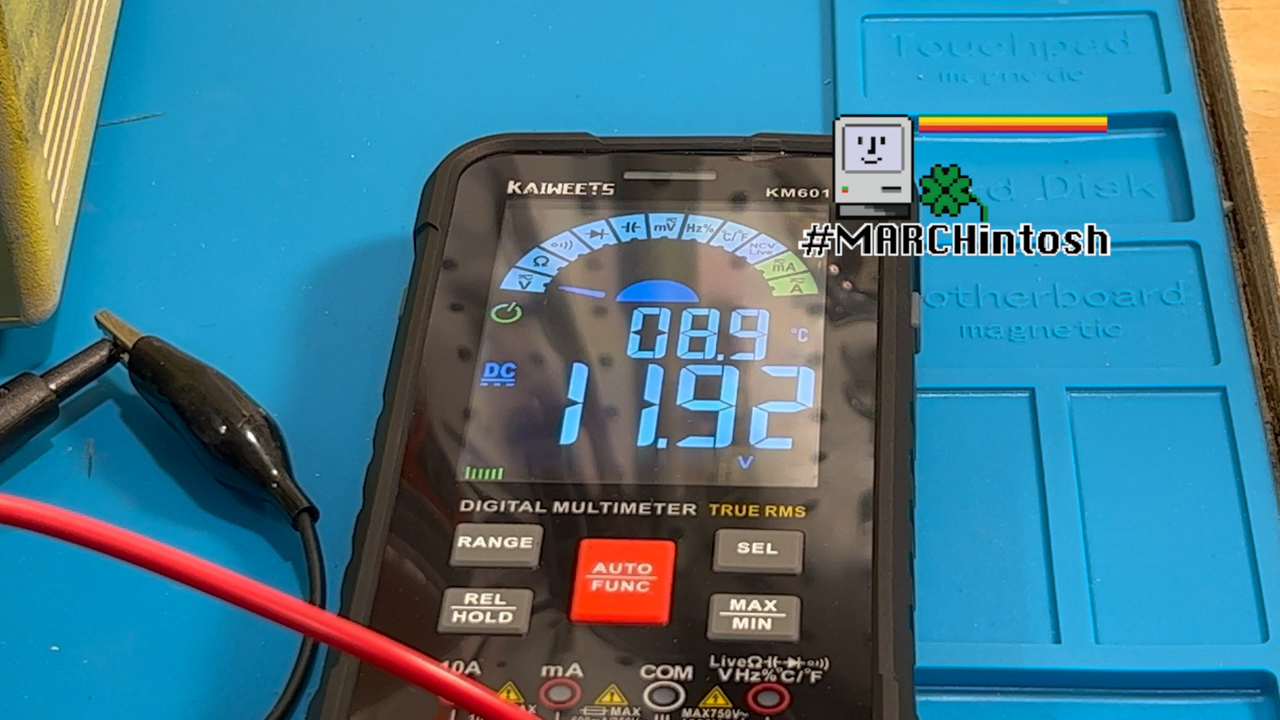 Touchpad
magnetic
Disk
magnetic
#MARCHintosh
KAIWEETS
KM601
mV
Hz%
°C/°F
NCV
Live
Ω
V
mA
A
08.9 °C
DC
11.92
V
DIGITAL MULTIMETER TRUE RMS
RANGE
SEL
AUTO
FUNC
REL
HOLD
MAX
MIN
10A
mA
COM
LiveΩ
VHz%°C/°F
MAX
MAX750V~